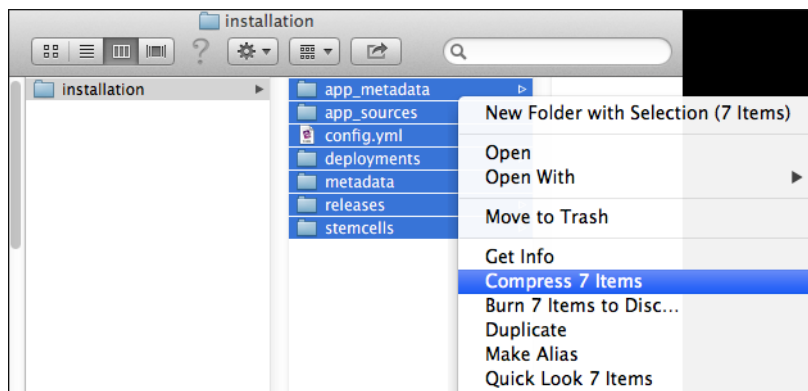 installation
?
installation
app_metadata
app_sources
config.yml
deployments
metadata
releases
stemcells
New Folder with Selection (7 Items)
Open
Open With
Move to Trash
Get Info
Compress 7 Items
Burn 7 Items to Disc...
Duplicate
Make Alias
Quick Look 7 Items